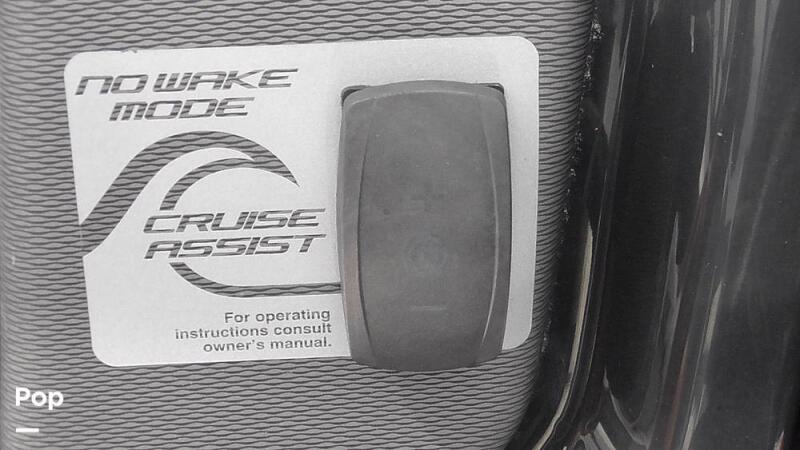 NO WAKE
MODE
CRUISE
ASSIST
For operating
instructions consult
owner's manual.
Pop